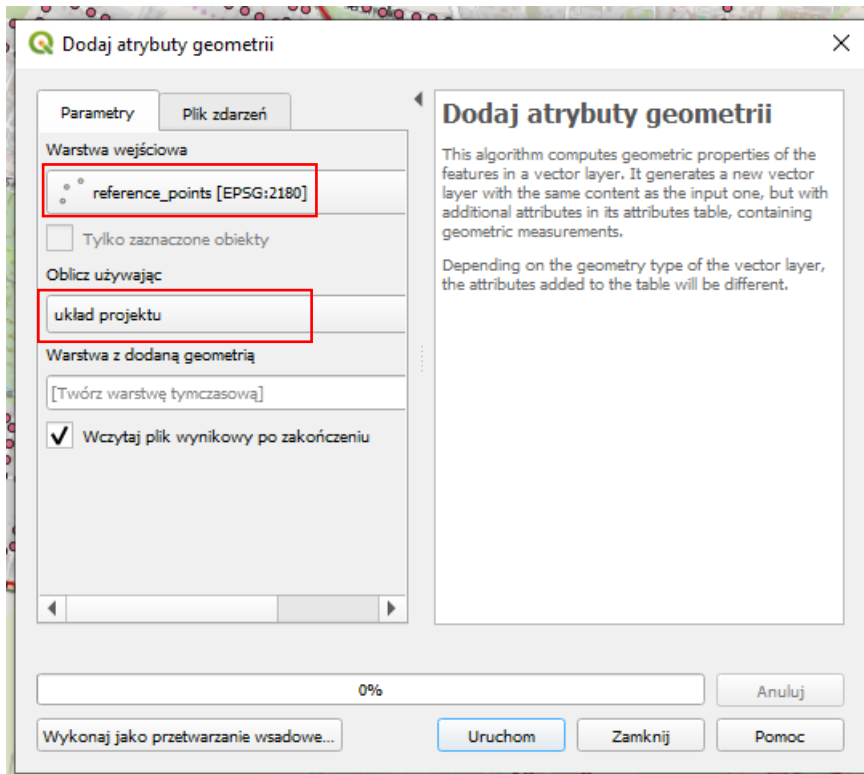 Dodaj atrybuty geometrii
Parametry
Plik zdarzeń
Warstwa wejściowa
reference_points [EPSG:2180]
Tylko zaznaczone obiekty
Oblicz używając
układ projektu
Warstwa z dodaną geometrią
[Twórz warstwę tymczasową]
Wczytaj plik wynikowy po zakończeniu
Dodaj atrybuty geometrii
This algorithm computes geometric properties of the
features in a vector layer. It generates a new vector
layer with the same content as the input one, but with
additional attributes in its attributes table, containing
geometric measurements.
Depending on the geometry type of the vector layer,
the attributes added to the table will be different.
0%
Anuluj
Wykonaj jako przetwarzanie wsadowe...
Uruchom
Zamknij
Pomoc